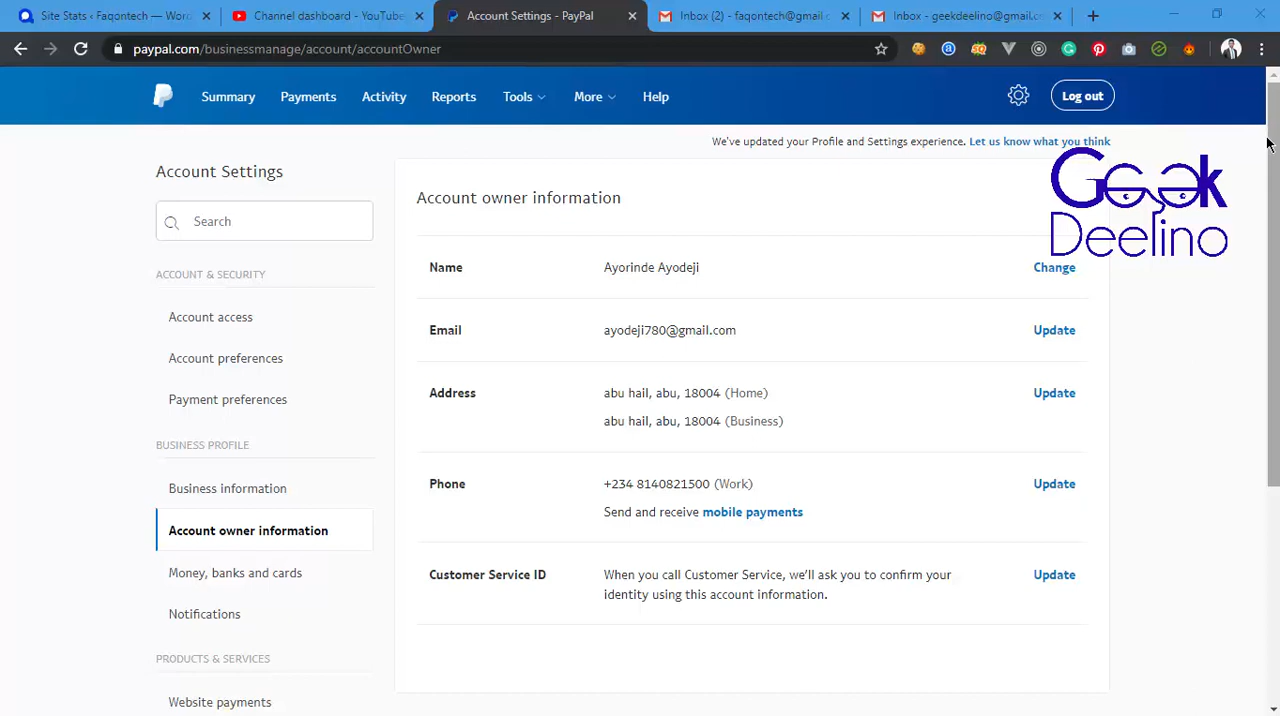 Site Stats ‹ Faqontech — Wor
Channel dashboard - YouTube
Account Settings - PayPal
Inbox (2) - faqontech@gmail.c
Inbox - geekdeelino@gmail.co
paypal.com/businessmanage/account/accountOwner
Summary
Payments
Activity
Reports
Tools
More
Help
Log out
We've updated your Profile and Settings experience. Let us know what you think
Geek
Deelino
Account Settings
Search
ACCOUNT & SECURITY
Account access
Account preferences
Payment preferences
BUSINESS PROFILE
Business information
Account owner information
Money, banks and cards
Notifications
PRODUCTS & SERVICES
Website payments
Account owner information
Name
Ayorinde Ayodeji
Change
Email
ayodeji780@gmail.com
Update
Address
abu hail, abu, 18004 (Home)
Update
abu hail, abu, 18004 (Business)
Phone
+234 8140821500 (Work)
Update
Send and receive mobile payments
Customer Service ID
When you call Customer Service, we'll ask you to confirm your
Update
identity using this account information.